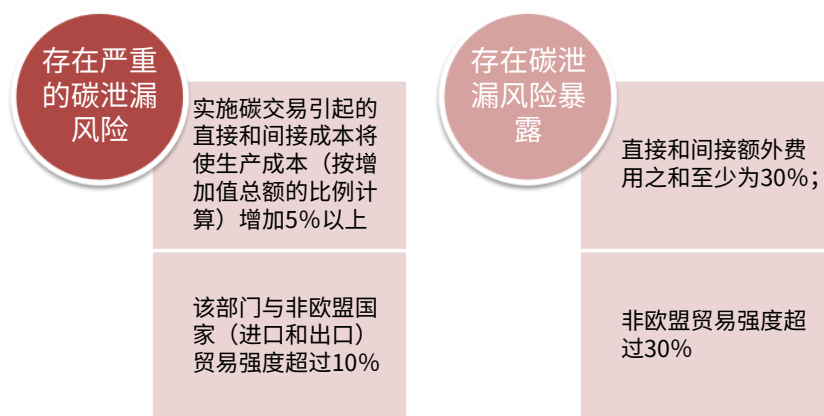 存在严重
的碳泄漏
风险
实施碳交易引起的
直接和间接成本将
使生产成本（按增
加值总额的比例计
算）增加5%以上
该部门与非欧盟国
家（进口和出口）
贸易强度超过10%
存在碳泄
漏风险暴
露
直接和间接额外费
用之和至少为30%；
非欧盟贸易强度超
过30%